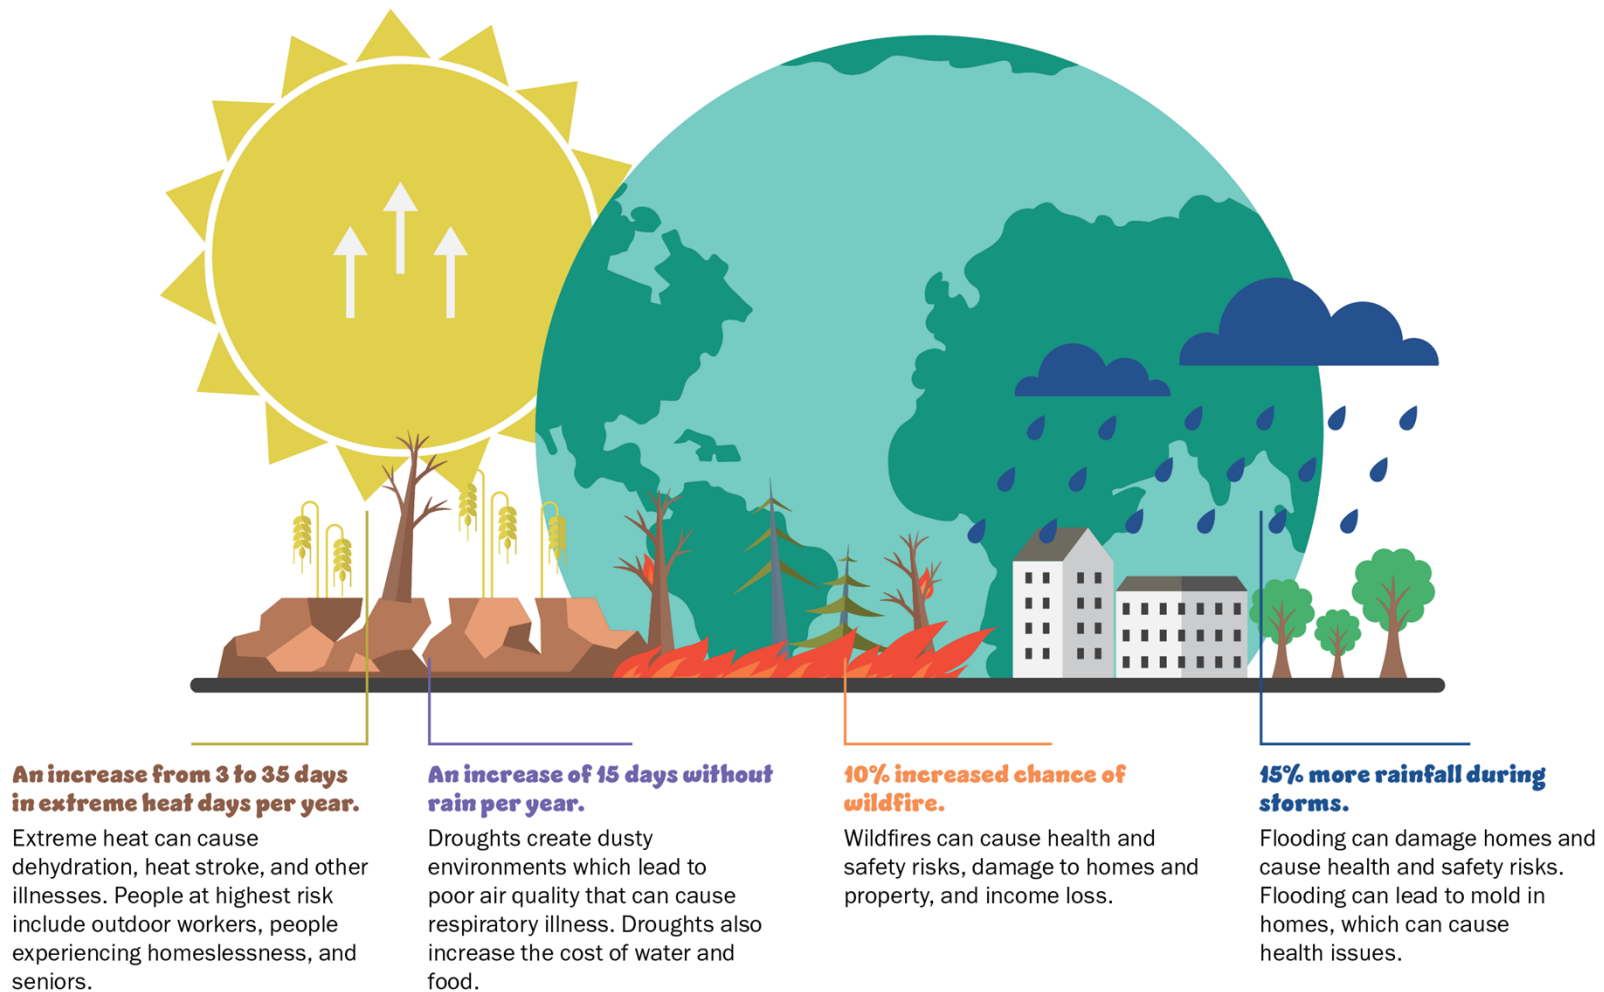 An increase from 3 to 35 days
in extreme heat days per year.
Extreme heat can cause
dehydration, heat stroke, and other
illnesses. People at highest risk
include outdoor workers, people
experiencing homeslessness, and
seniors.
An increase of 15 days without
rain per year.
Droughts create dusty
environments which lead to
poor air quality that can cause
respiratory illness. Droughts also
increase the cost of water and
food.
10% increased chance of
wildfire.
Wildfires can cause health and
safety risks, damage to homes and
property, and income loss.
15% more rainfall during
storms.
Flooding can damage homes and
cause health and safety risks.
Flooding can lead to mold in
homes, which can cause
health issues.